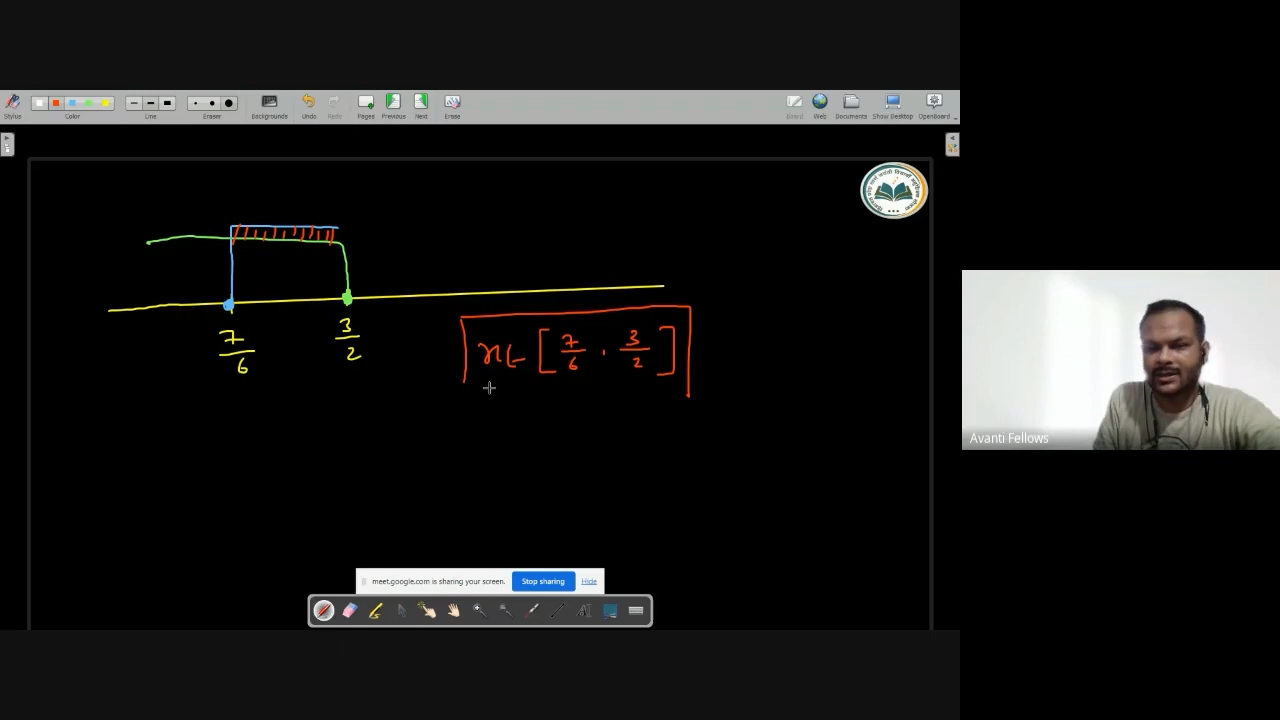 Stylus Color Line Eraser Backgrounds Undo Redo Pages Previous Next Erase Board Web Documents Show Desktop OpenBoard
7/6 3/2
x ∈ [7/6 , 3/2]
Avanti Fellows
meet.google.com is sharing your screen. Stop sharing Hide